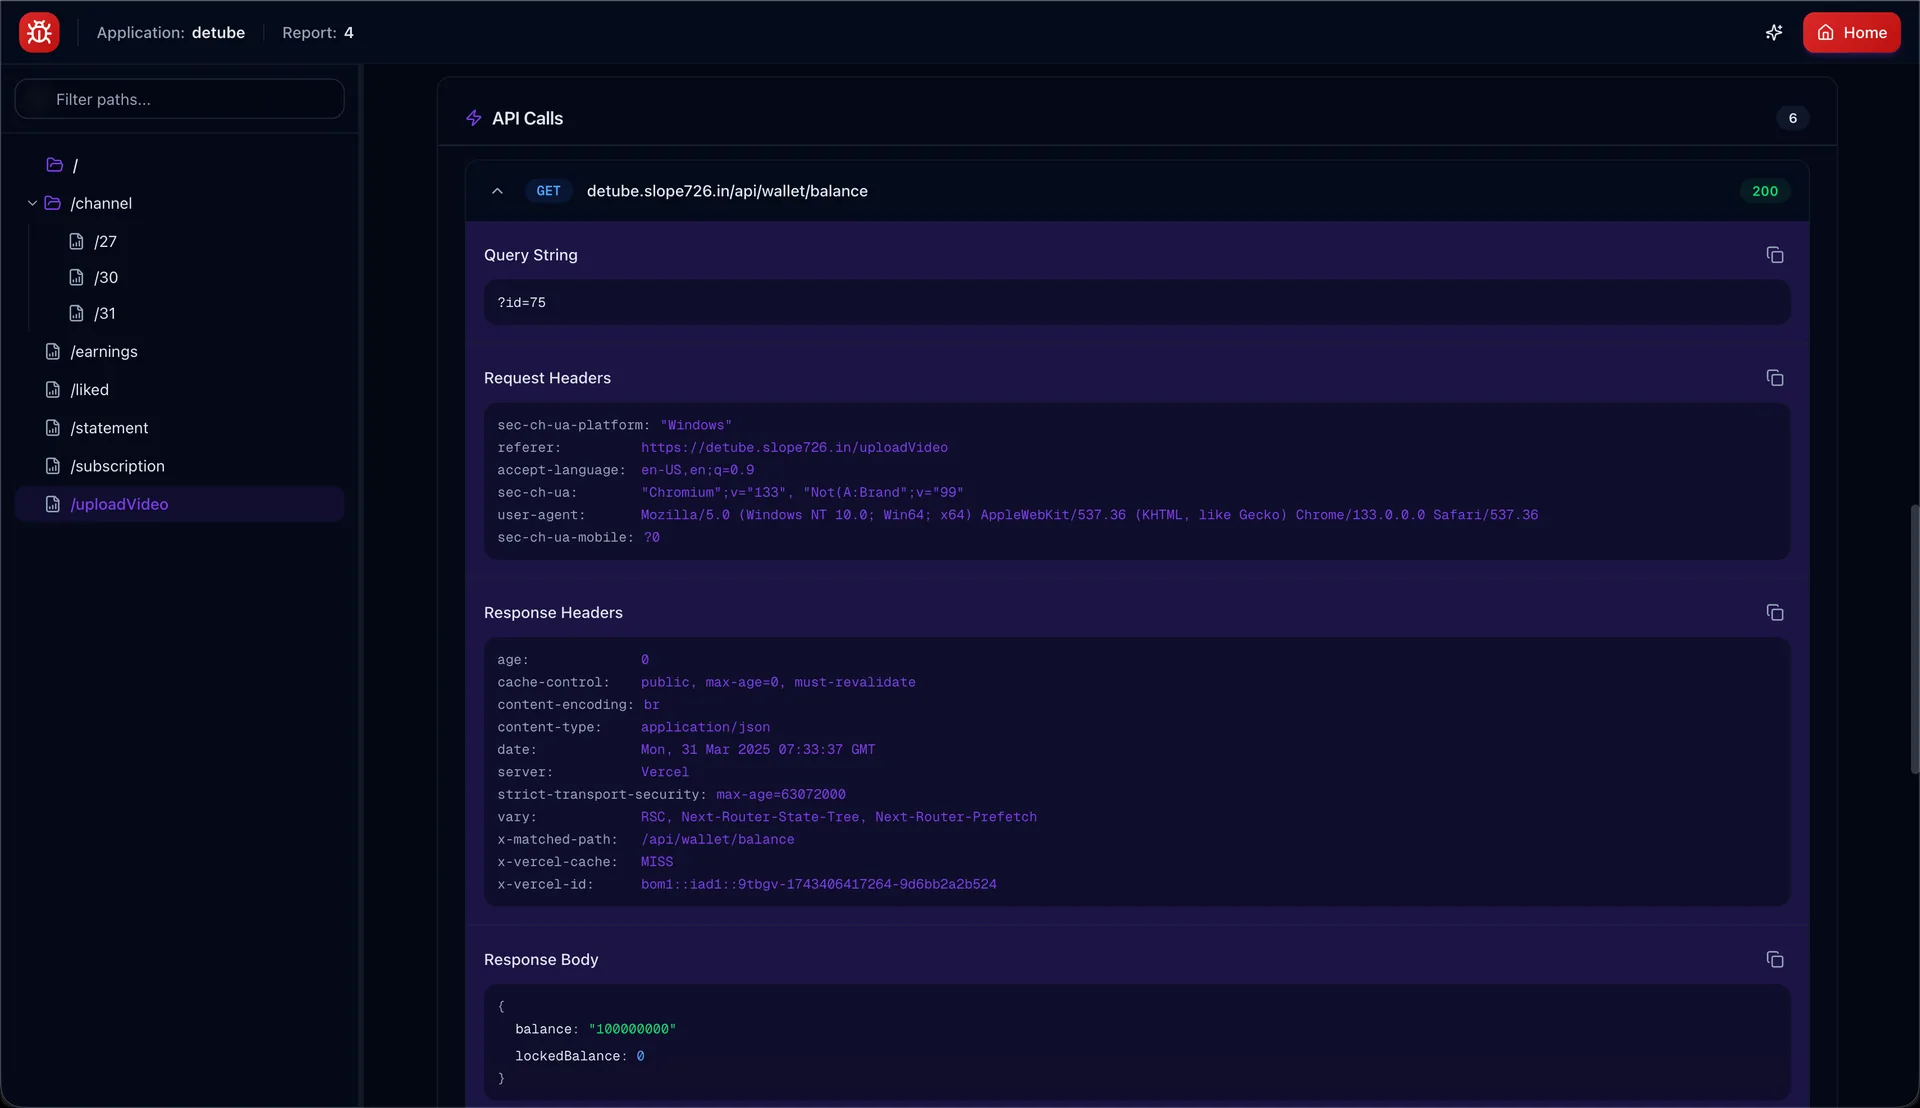 Application: detube
Report: 4
Home
Filter paths...
/
/channel
/27
/30
/31
/earnings
/liked
/statement
/subscription
/uploadVideo
API Calls
6
GET detube.slope726.in/api/wallet/balance
200
Query String
?id=75
Request Headers
sec-ch-ua-platform: "Windows"
referer: https://detube.slope726.in/uploadVideo
accept-language: en-US,en;q=0.9
sec-ch-ua: "Chromium";v="133", "Not(A:Brand";v="99"
user-agent: Mozilla/5.0 (Windows NT 10.0; Win64; x64) AppleWebKit/537.36 (KHTML, like Gecko) Chrome/133.0.0.0 Safari/537.36
sec-ch-ua-mobile: ?0
Response Headers
age: 0
cache-control: public, max-age=0, must-revalidate
content-encoding: br
content-type: application/json
date: Mon, 31 Mar 2025 07:33:37 GMT
server: Vercel
strict-transport-security: max-age=63072000
vary: RSC, Next-Router-State-Tree, Next-Router-Prefetch
x-matched-path: /api/wallet/balance
x-vercel-cache: MISS
x-vercel-id: bom1::iad1::9tbgv-1743406417264-9d6bb2a2b524
Response Body
{
balance: "100000000"
lockedBalance: 0
}